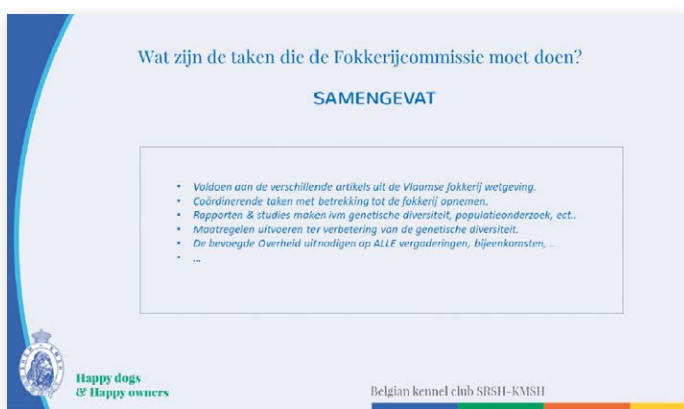 Wat zijn de taken die de Fokkerijcommissie moet doen?
SAMENGEVAT
• Voldoen aan de verschillende artikels uit de Vlaamse fokkerij wetgeving.
• Coördinerende taken met betrekking tot de fokkerij opnemen.
• Rapporten & studies maken ivm genetische diversiteit, populatieonderzoek, ect..
• Maatregelen uitvoeren ter verbetering van de genetische diversiteit.
• De bevoegde Overheid uitnodigen op ALLE vergaderingen, bijeenkomsten, ..
• ...
Happy dogs
& Happy owners
Belgian kennel club SRSH-KMSH